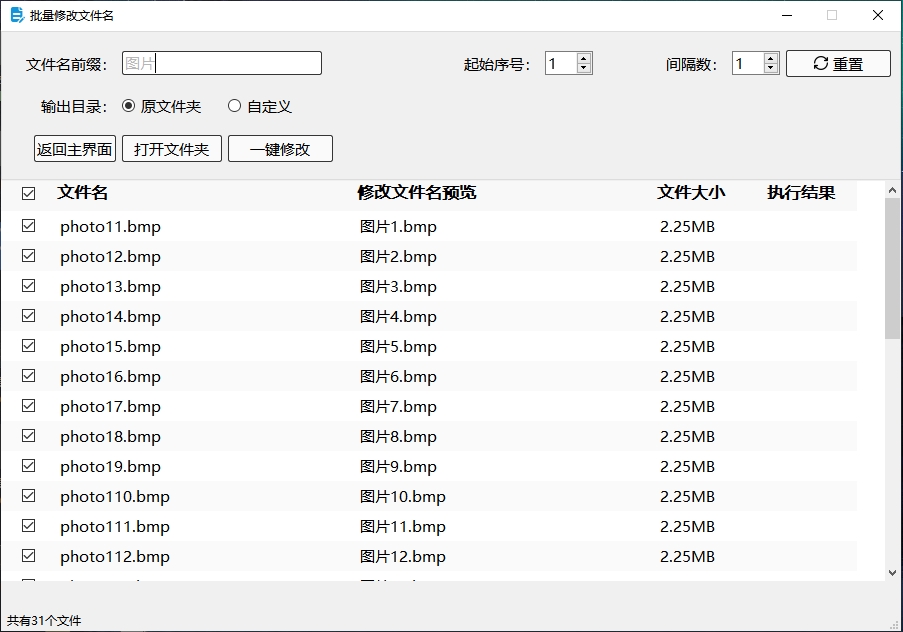 批量修改文件名
文件名前缀: 图片 起始序号: 1 间隔数: 1 重置
输出目录: 原文件夹 自定义
返回主界面 打开文件夹 一键修改
文件名 修改文件名预览 文件大小 执行结果
photo11.bmp 图片1.bmp 2.25MB
photo12.bmp 图片2.bmp 2.25MB
photo13.bmp 图片3.bmp 2.25MB
photo14.bmp 图片4.bmp 2.25MB
photo15.bmp 图片5.bmp 2.25MB
photo16.bmp 图片6.bmp 2.25MB
photo17.bmp 图片7.bmp 2.25MB
photo18.bmp 图片8.bmp 2.25MB
photo19.bmp 图片9.bmp 2.25MB
photo110.bmp 图片10.bmp 2.25MB
photo111.bmp 图片11.bmp 2.25MB
photo112.bmp 图片12.bmp 2.25MB
共有31个文件